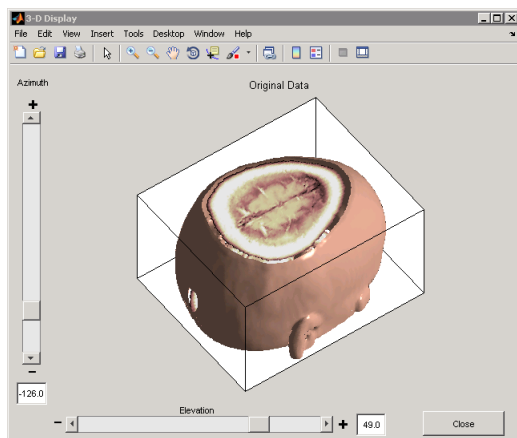 3-D Display
File Edit View Insert Tools Desktop Window Help
Azimuth
Original Data
+
−
-126.0
Elevation
− + 49.0 Close